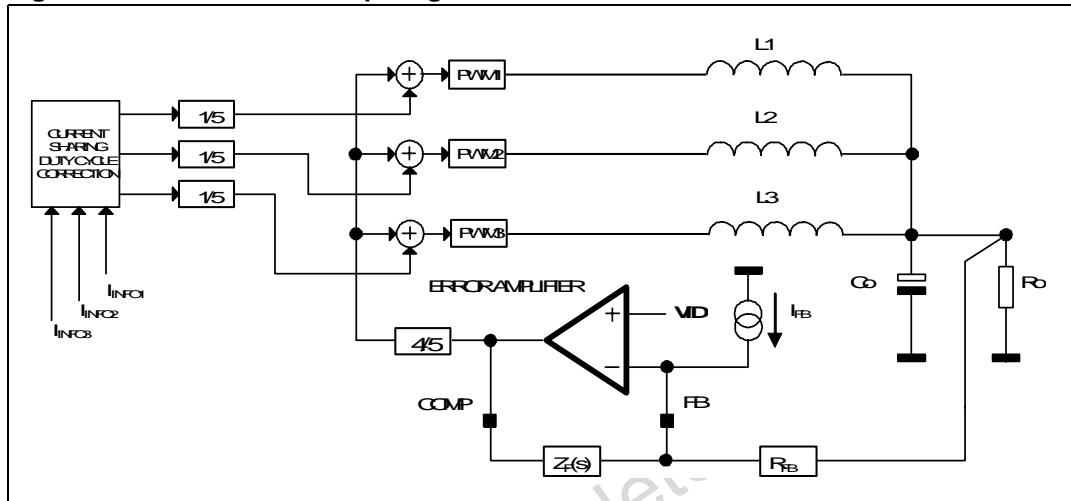 L1
PWM1
1/5
CURRENT
SHARING
DUTY CYCLE
CORRECTION
L2
1/5
PWM2
1/5
L3
PWM3
IINFO1
IINFO2
IINFO3
ERROR AMPLIFIER
Co
Ro
4/5
VID
IFB
COMP
FB
ZF(s)
RFB